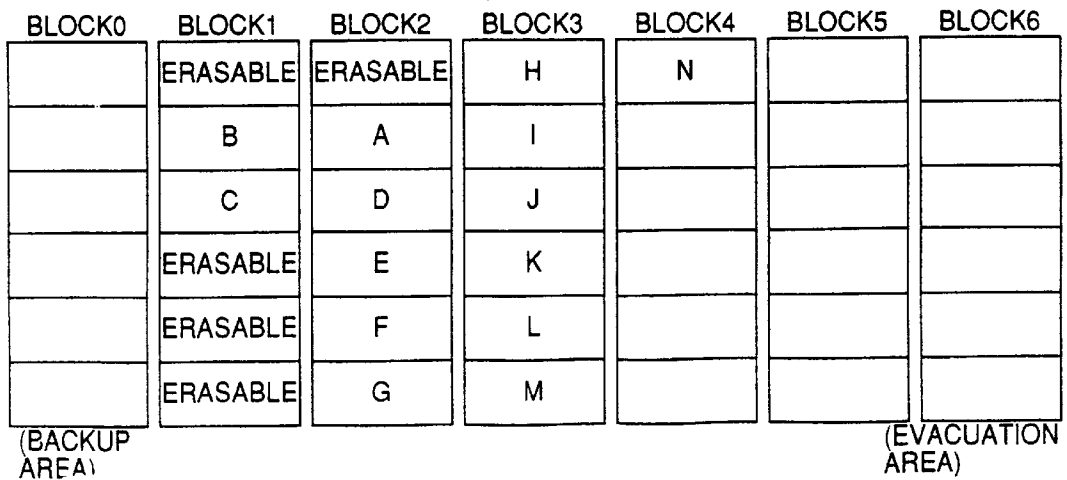 BLOCK0 BLOCK1 BLOCK2 BLOCK3 BLOCK4 BLOCK5 BLOCK6
ERASABLE ERASABLE H N
B A I
C D J
ERASABLE E K
ERASABLE F L
ERASABLE G M
(BACKUP (EVACUATION
AREA) AREA)